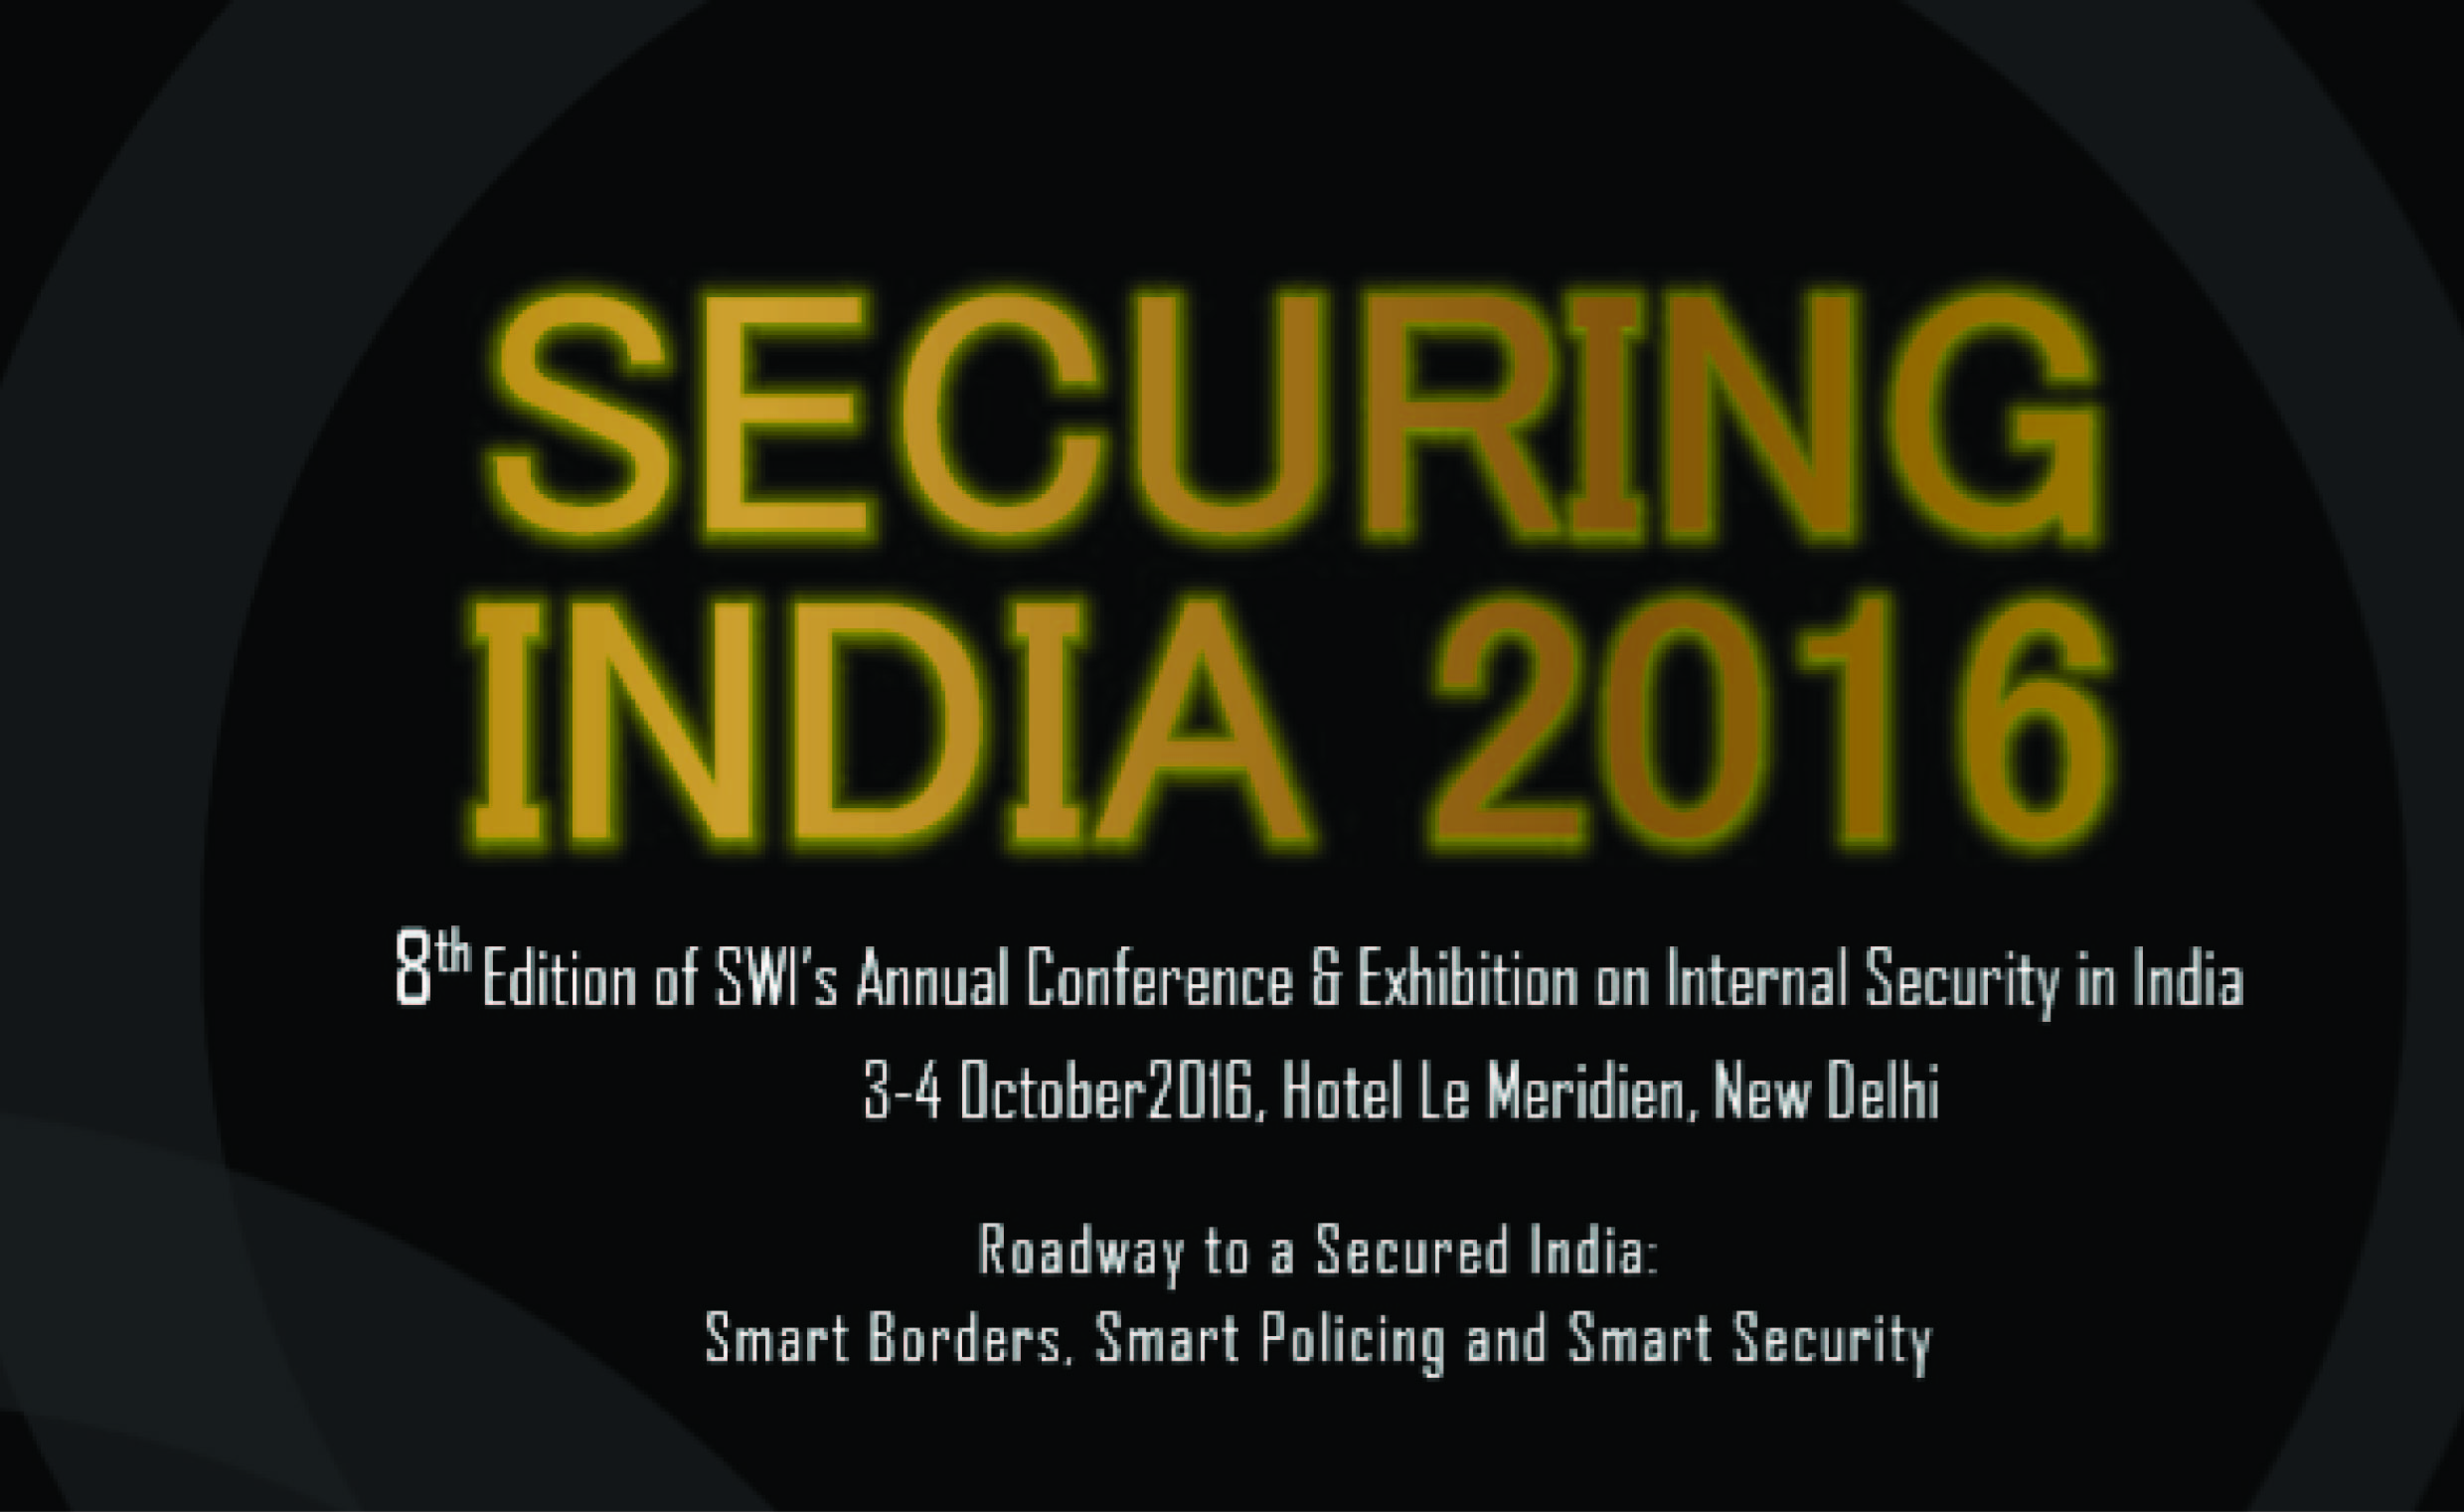 SECURING
INDIA 2016
8th Edition of SWI's Annual Conference & Exhibition on Internal Security in India
3-4 October2016, Hotel Le Meridien, New Delhi
Roadway to a Secured India:
Smart Borders, Smart Policing and Smart Security